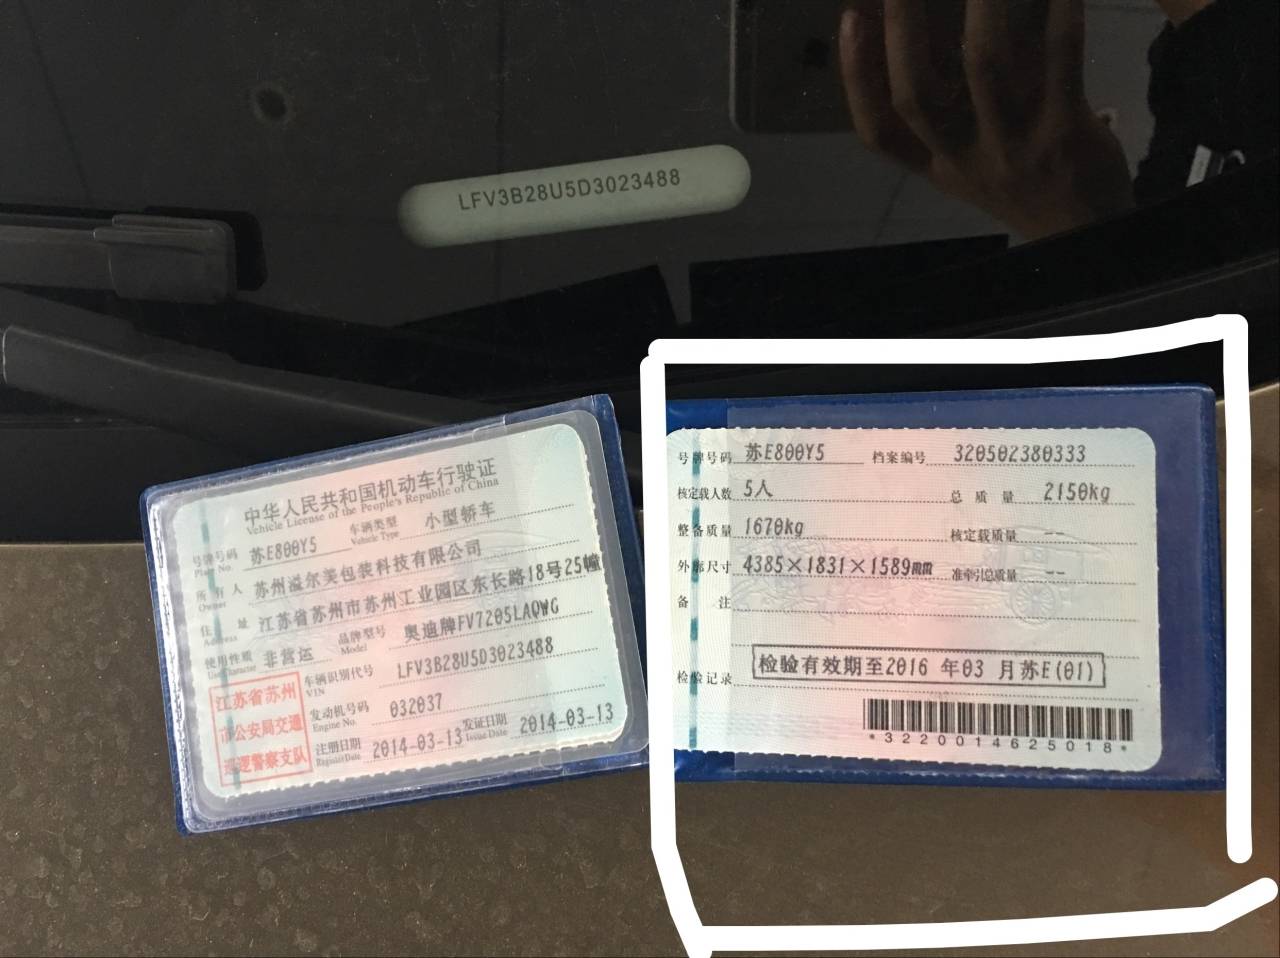 LFV3B28U5D3023488
中华人民共和国机动车行驶证
Vehicle License of the People's Republic of China
号牌号码 苏E800Y5 车辆类型 小型轿车
Plate No. Vehicle Type
所有人 苏州溢尔美包装科技有限公司
Owner
住址 江苏省苏州市苏州工业园区东长路18号25幢
Address
使用性质 非营运 品牌型号 奥迪牌FV7205LAQWG
Use Character Model
车辆识别代号 LFV3B28U5D3023488
VIN
发动机号码 032037
Engine No.
注册日期 2014-03-13 发证日期 2014-03-13
Register Date Issue Date
江苏省苏州
市公安局交通
巡逻警察支队
号牌号码 苏E800Y5 档案编号 320502380333
核定载人数 5人 总质量 2150kg
整备质量 1670kg 核定载质量 --
外廓尺寸 4385×1831×1589mm 准牵引总质量 --
备注
检验记录 检验有效期至2016 年03 月苏E(01)
*3220014625018*